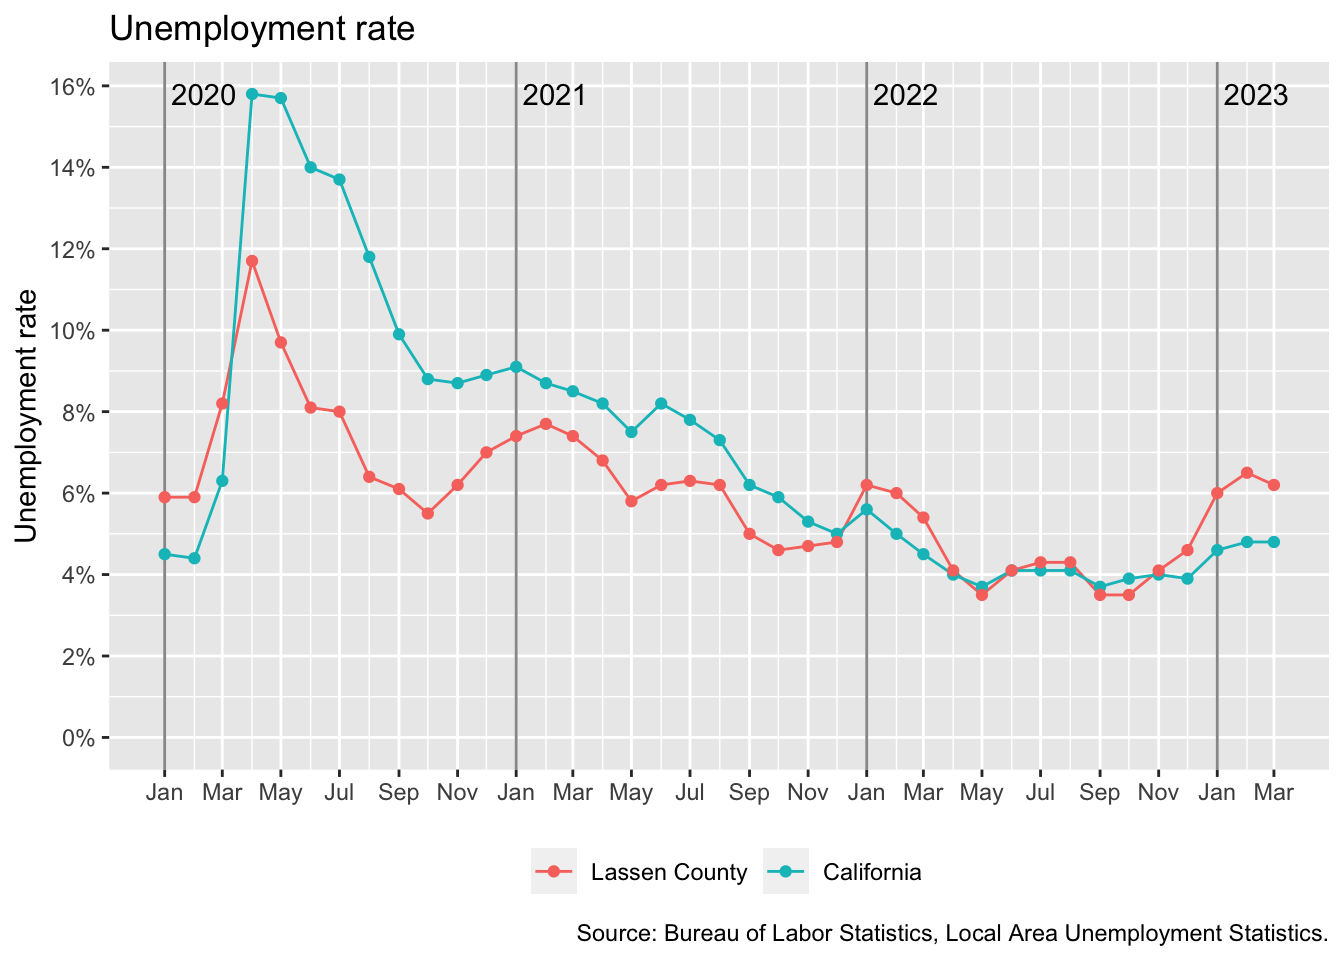 Unemployment rate
2020 2021 2022 2023
16%
14%
12%
10%
8%
6%
4%
2%
0%
Unemployment rate
Jan Mar May Jul Sep Nov Jan Mar May Jul Sep Nov Jan Mar May Jul Sep Nov Jan Mar
Lassen County California
Source: Bureau of Labor Statistics, Local Area Unemployment Statistics.